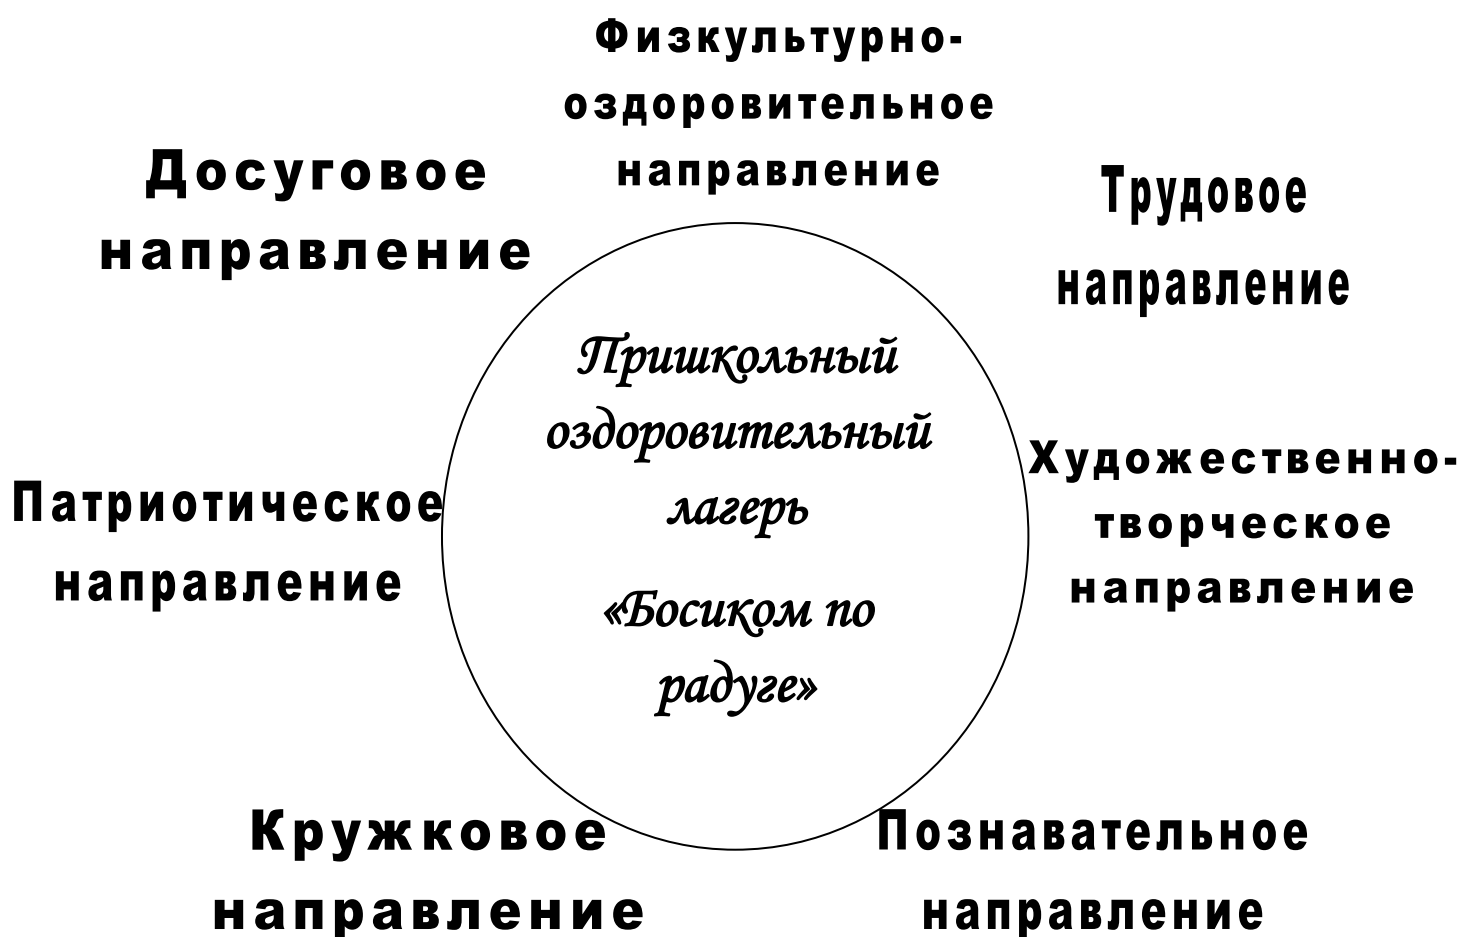 Физкультурно-
оздоровительное
направление
Досуговое
направление
Трудовое
направление
Пришкольный
оздоровительный
лагерь
«Босиком по
радуге»
Патриотическое
направление
Художественно-
творческое
направление
Кружковое
направление
Познавательное
направление